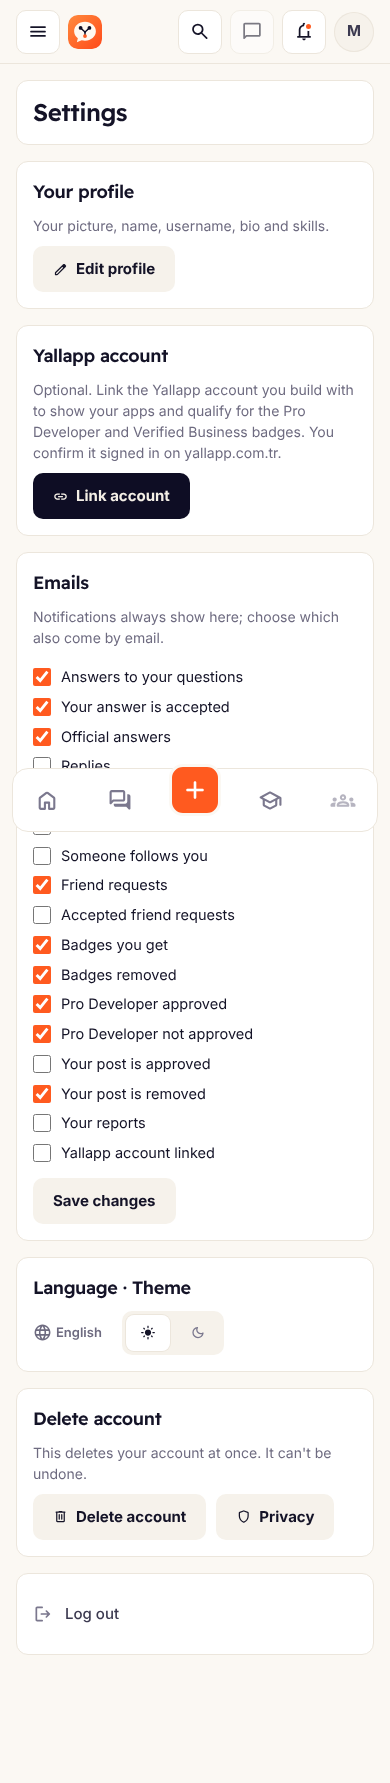 M
Settings
Your profile
Your picture, name, username, bio and skills.
Edit profile
Yallapp account
Optional. Link the Yallapp account you build with
to show your apps and qualify for the Pro
Developer and Verified Business badges. You
confirm it signed in on yallapp.com.tr.
Link account
Emails
Notifications always show here; choose which
also come by email.
Answers to your questions
Your answer is accepted
Official answers
Replies
Someone follows you
Friend requests
Accepted friend requests
Badges you get
Badges removed
Pro Developer approved
Pro Developer not approved
Your post is approved
Your post is removed
Your reports
Yallapp account linked
Save changes
Language · Theme
English
Delete account
This deletes your account at once. It can't be
undone.
Delete account Privacy
Log out